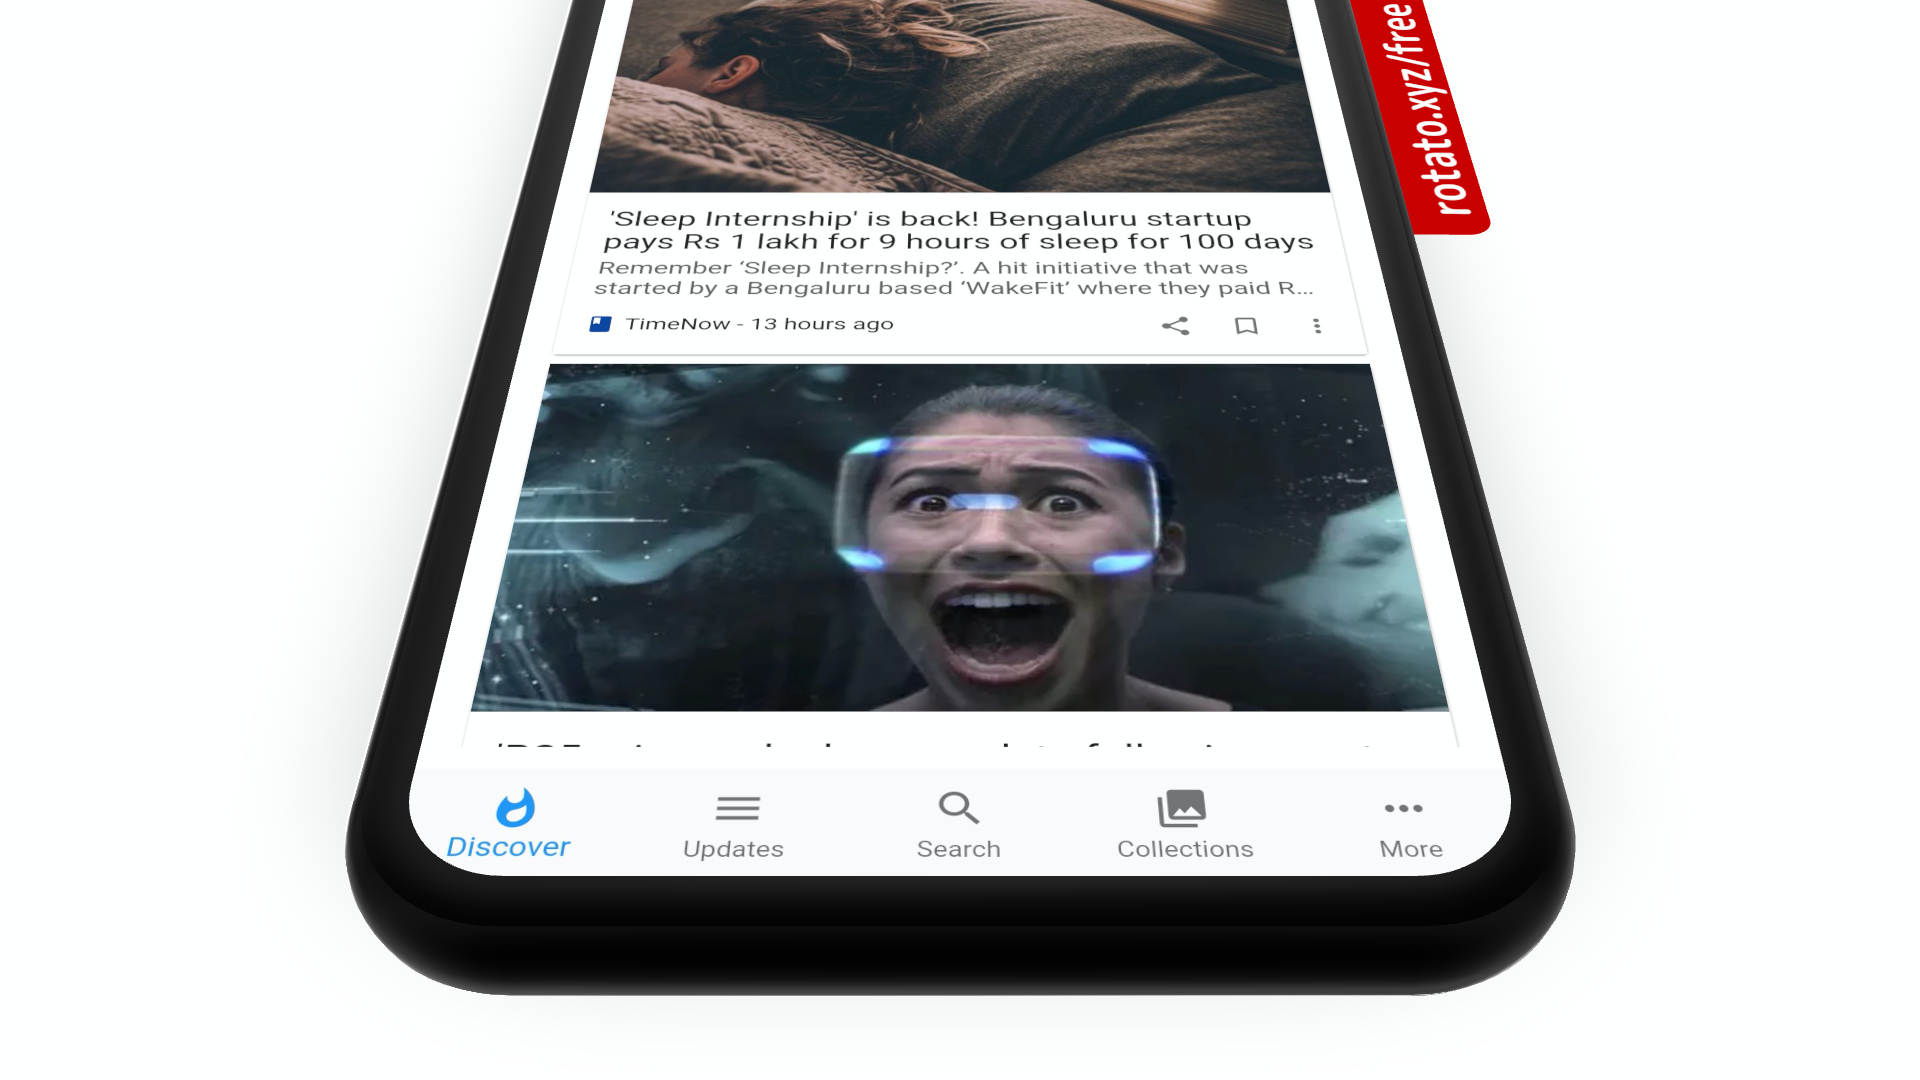 rotato.xyz/free
'Sleep Internship' is back! Bengaluru startup
pays Rs 1 lakh for 9 hours of sleep for 100 days
Remember ‘Sleep Internship?’. A hit initiative that was
started by a Bengaluru based ‘WakeFit’ where they paid R...
TimeNow - 13 hours ago
Discover
Updates
Search
Collections
More